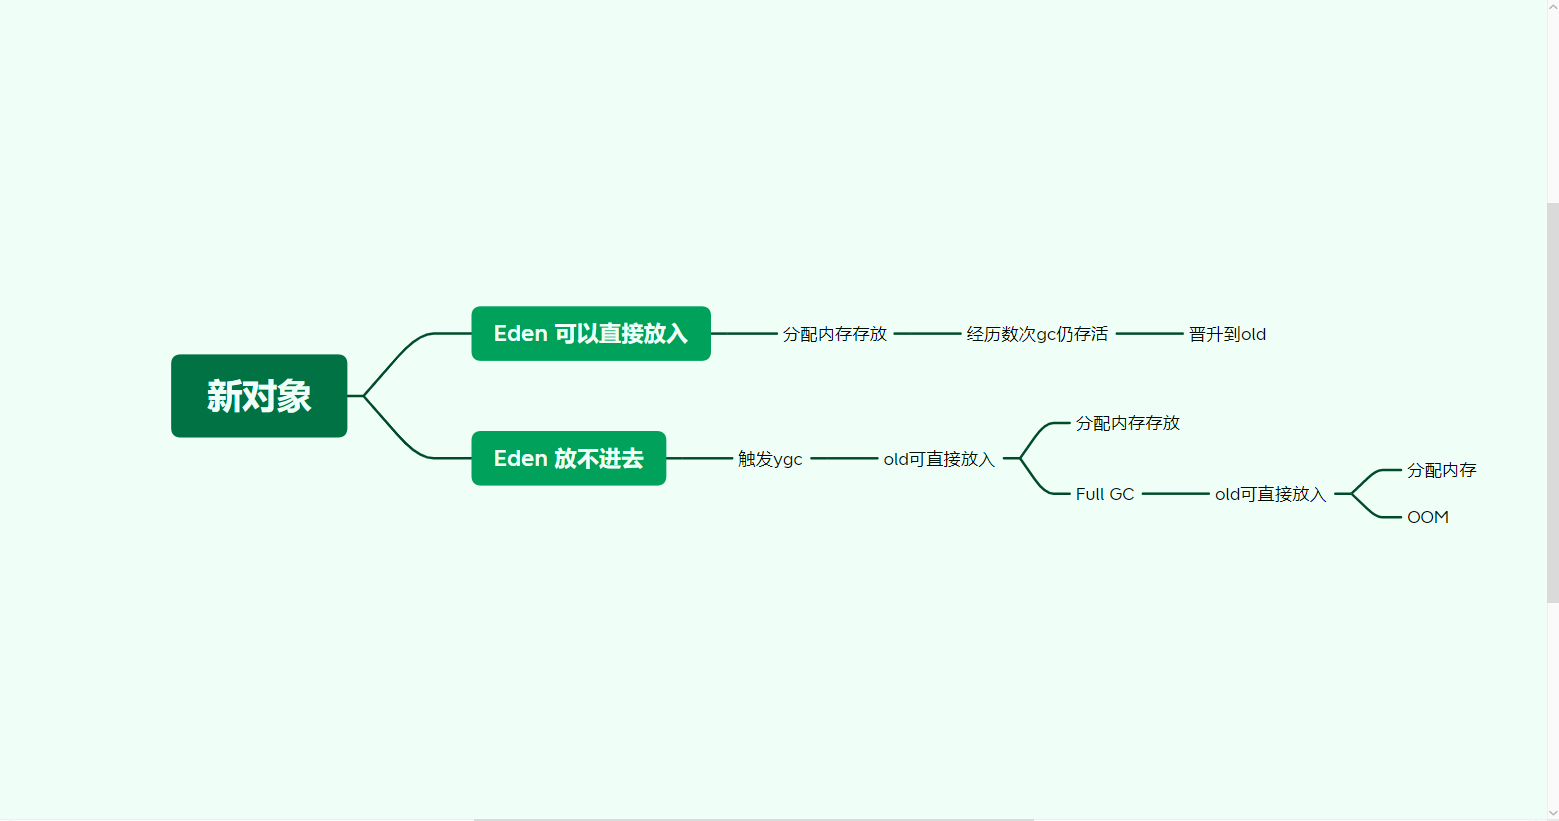 新对象
Eden 可以直接放入
分配内存存放
经历数次gc仍存活
晋升到old
Eden 放不进去
触发ygc
old可直接放入
分配内存存放
Full GC
old可直接放入
分配内存
OOM